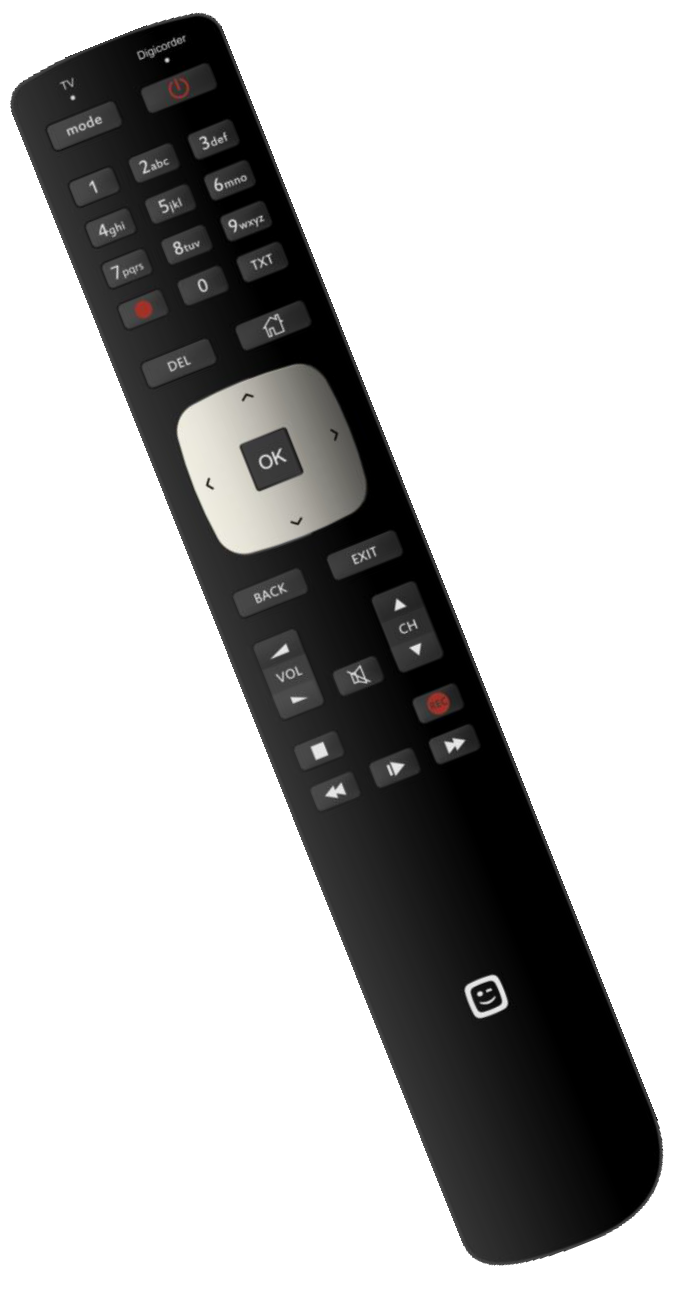 TV
Digicorder
mode
1
2abc
3def
4ghi
5jkl
6mno
7pqrs
8tuv
9wxyz
0
TXT
DEL
OK
BACK
EXIT
VOL
CH
REC